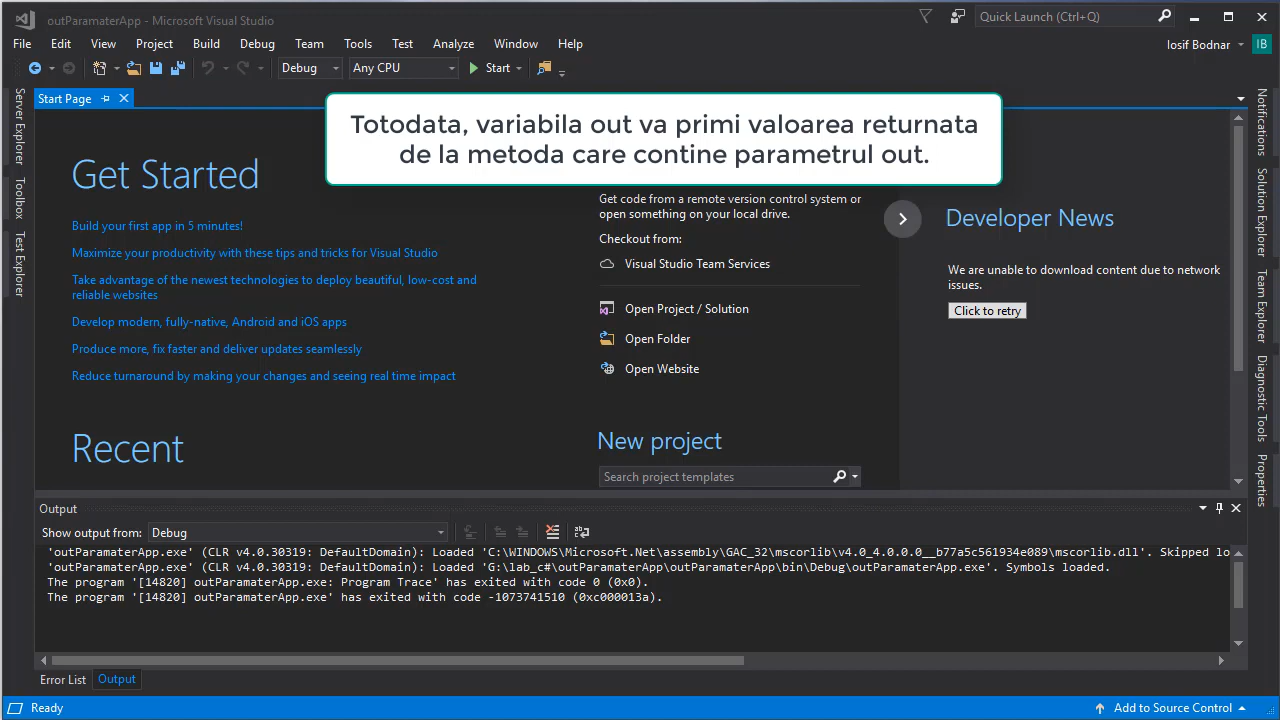 outParamaterApp - Microsoft Visual Studio
Quick Launch (Ctrl+Q)
File Edit View Project Build Debug Team Tools Test Analyze Window Help
Iosif Bodnar IB
Debug Any CPU Start
Server Explorer
Toolbox
Test Explorer
Start Page
Totodata, variabila out va primi valoarea returnata
de la metoda care contine parametrul out.
Get Started
Build your first app in 5 minutes!
Maximize your productivity with these tips and tricks for Visual Studio
Take advantage of the newest technologies to deploy beautiful, low-cost and
reliable websites
Develop modern, fully-native, Android and iOS apps
Produce more, fix faster and deliver updates seamlessly
Reduce turnaround by making your changes and seeing real time impact
Recent
Get code from a remote version control system or
open something on your local drive.
Checkout from:
Visual Studio Team Services
Open Project / Solution
Open Folder
Open Website
New project
Search project templates
Developer News
We are unable to download content due to network
issues.
Click to retry
Notifications
Solution Explorer
Team Explorer
Diagnostic Tools
Properties
Output
Show output from: Debug
'outParamaterApp.exe' (CLR v4.0.30319: DefaultDomain): Loaded 'C:\WINDOWS\Microsoft.Net\assembly\GAC_32\mscorlib\v4.0_4.0.0.0__b77a5c561934e089\mscorlib.dll'. Skipped lo
'outParamaterApp.exe' (CLR v4.0.30319: DefaultDomain): Loaded 'G:\lab_c#\outParamaterApp\outParamaterApp\bin\Debug\outParamaterApp.exe'. Symbols loaded.
The program '[14820] outParamaterApp.exe: Program Trace' has exited with code 0 (0x0).
The program '[14820] outParamaterApp.exe' has exited with code -1073741510 (0xc000013a).
Error List Output
Ready
Add to Source Control